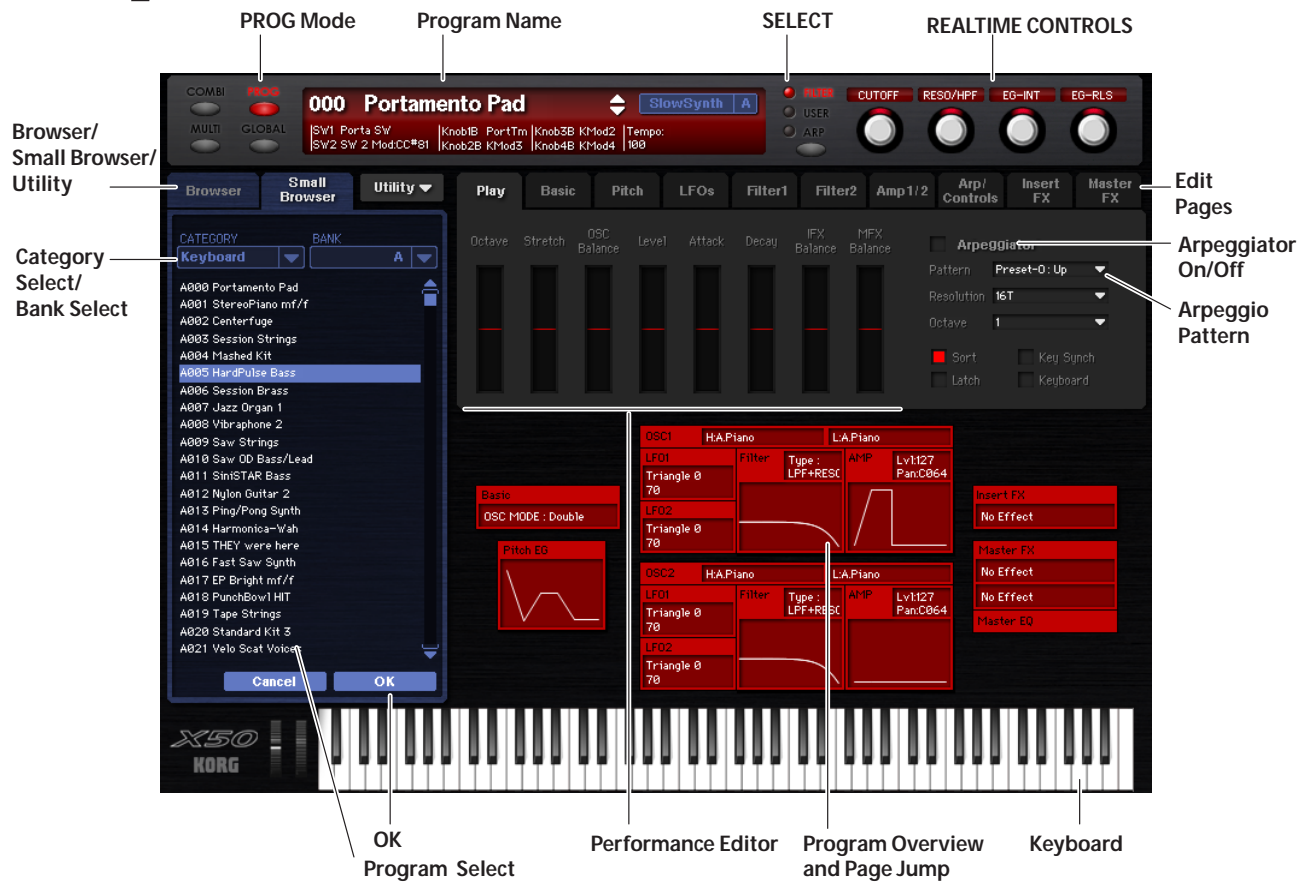 PROG Mode
Program Name
SELECT
REALTIME CONTROLS
COMBI
PROG
MULTI
GLOBAL
000 Portamento Pad
SlowSynth A
SW1 Porta SW
Knob1B PortTm
Knob3B KMod2
Tempo:
SW2 SW 2 Mod:CC#81
Knob2B KMod3
Knob4B KMod4
100
FILTER
USER
ARP
CUTOFF
RESO/HPF
EG-INT
EG-RLS
Browser/
Small Browser/
Utility
Browser
Small
Browser
Utility
Play
Basic
Pitch
LFOs
Filter1
Filter2
Amp1/2
Arp/
Controls
Insert
FX
Master
FX
Edit
Pages
Category
Select/
Bank Select
CATEGORY
BANK
Keyboard
A
A000 Portamento Pad
A001 StereoPiano mf/f
A002 Centerfuge
A003 Session Strings
A004 Mashed Kit
A005 HardPulse Bass
A006 Session Brass
A007 Jazz Organ 1
A008 Vibraphone 2
A009 Saw Strings
A010 Saw OD Bass/Lead
A011 SiniSTAR Bass
A012 Nylon Guitar 2
A013 Ping/Pong Synth
A014 Harmonica-Wah
A015 THEY were here
A016 Fast Saw Synth
A017 EP Bright mf/f
A018 PunchBowl HIT
A019 Tape Strings
A020 Standard Kit 3
A021 Velo Scat Voices
Cancel
OK
Octave
Stretch
OSC
Balance
Level
Attack
Decay
IFX
Balance
MFX
Balance
Arpeggiator
Pattern
Preset-0: Up
Resolution
16T
Octave
1
Sort
Key Synch
Latch
Keyboard
Arpeggiator
On/Off
Arpeggio
Pattern
Basic
OSC MODE : Double
Pitch EG
OSC1
H:A.Piano
L:A.Piano
LFO1
Triangle 0
70
LFO2
Triangle 0
70
Filter
Type :
LPF+RESO
AMP
Lvl:127
Pan:C064
OSC2
H:A.Piano
L:A.Piano
LFO1
Triangle 0
70
LFO2
Triangle 0
70
Filter
Type :
LPF+RESO
AMP
Lvl:127
Pan:C064
Insert FX
No Effect
Master FX
No Effect
No Effect
Master EQ
X50
KORG
OK
Program Select
Performance Editor
Program Overview
and Page Jump
Keyboard